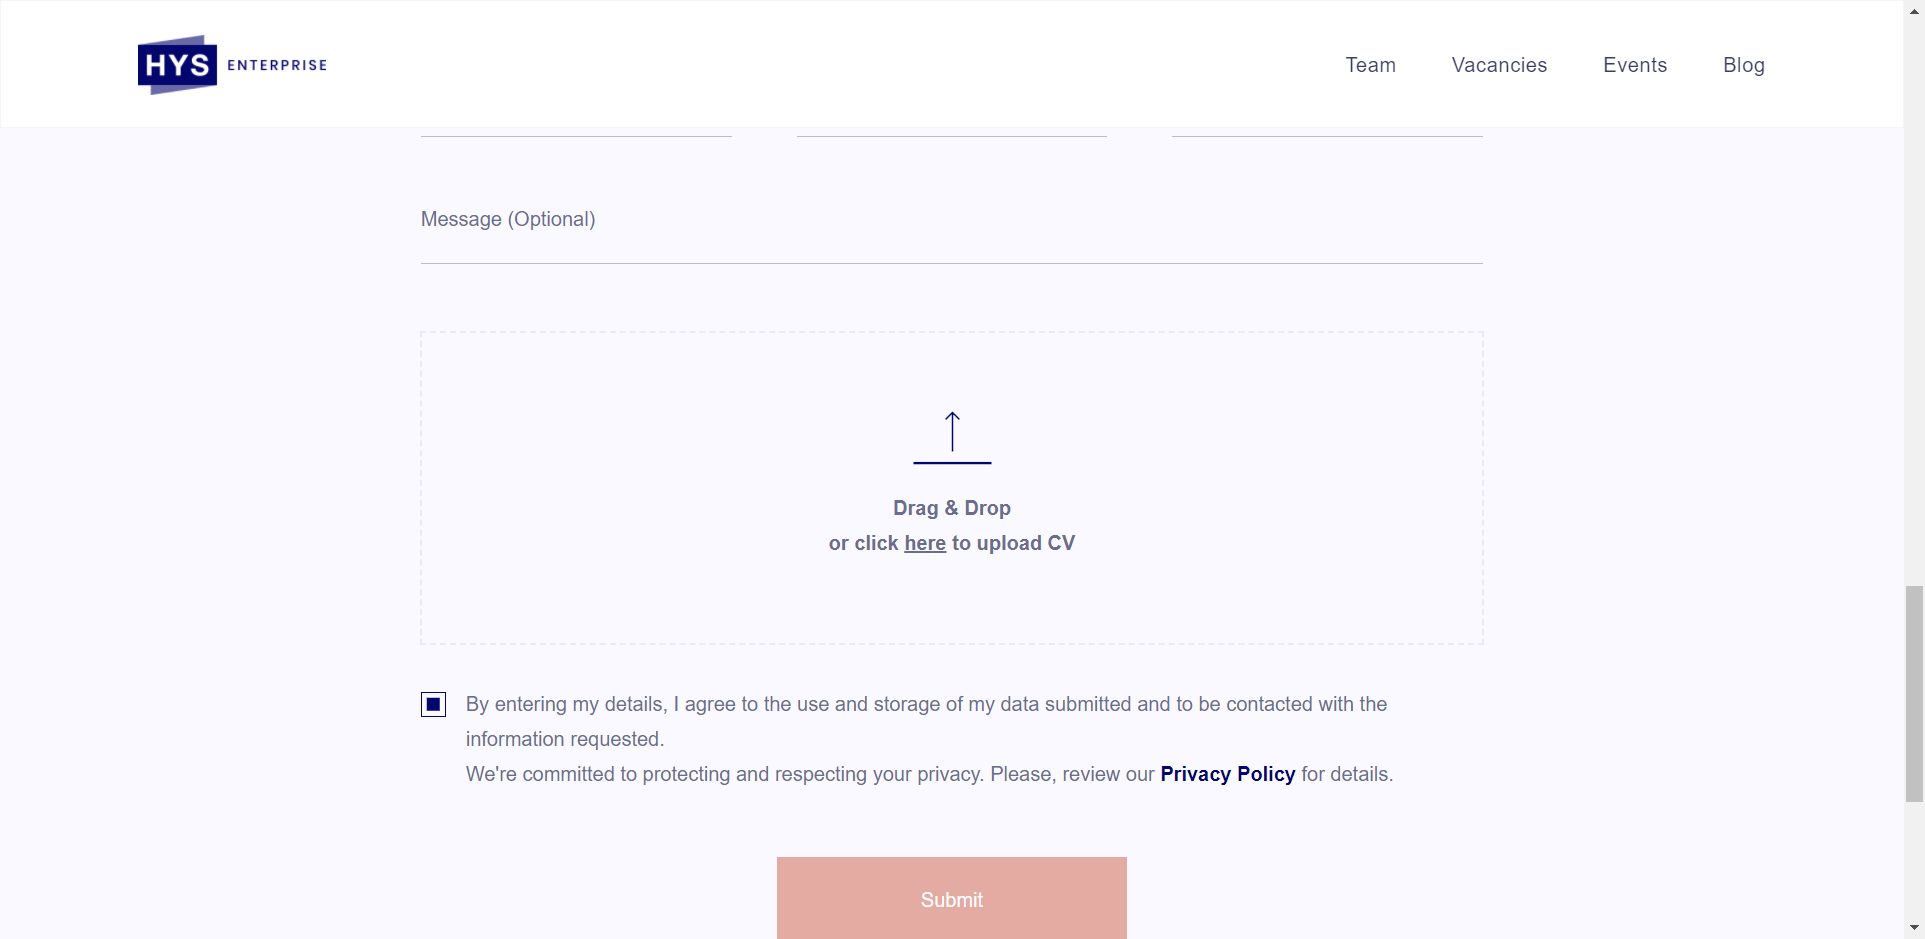 HYS ENTERPRISE
Team Vacancies Events Blog
Message (Optional)
Drag & Drop
or click here to upload CV
By entering my details, I agree to the use and storage of my data submitted and to be contacted with the
information requested.
We're committed to protecting and respecting your privacy. Please, review our Privacy Policy for details.
Submit